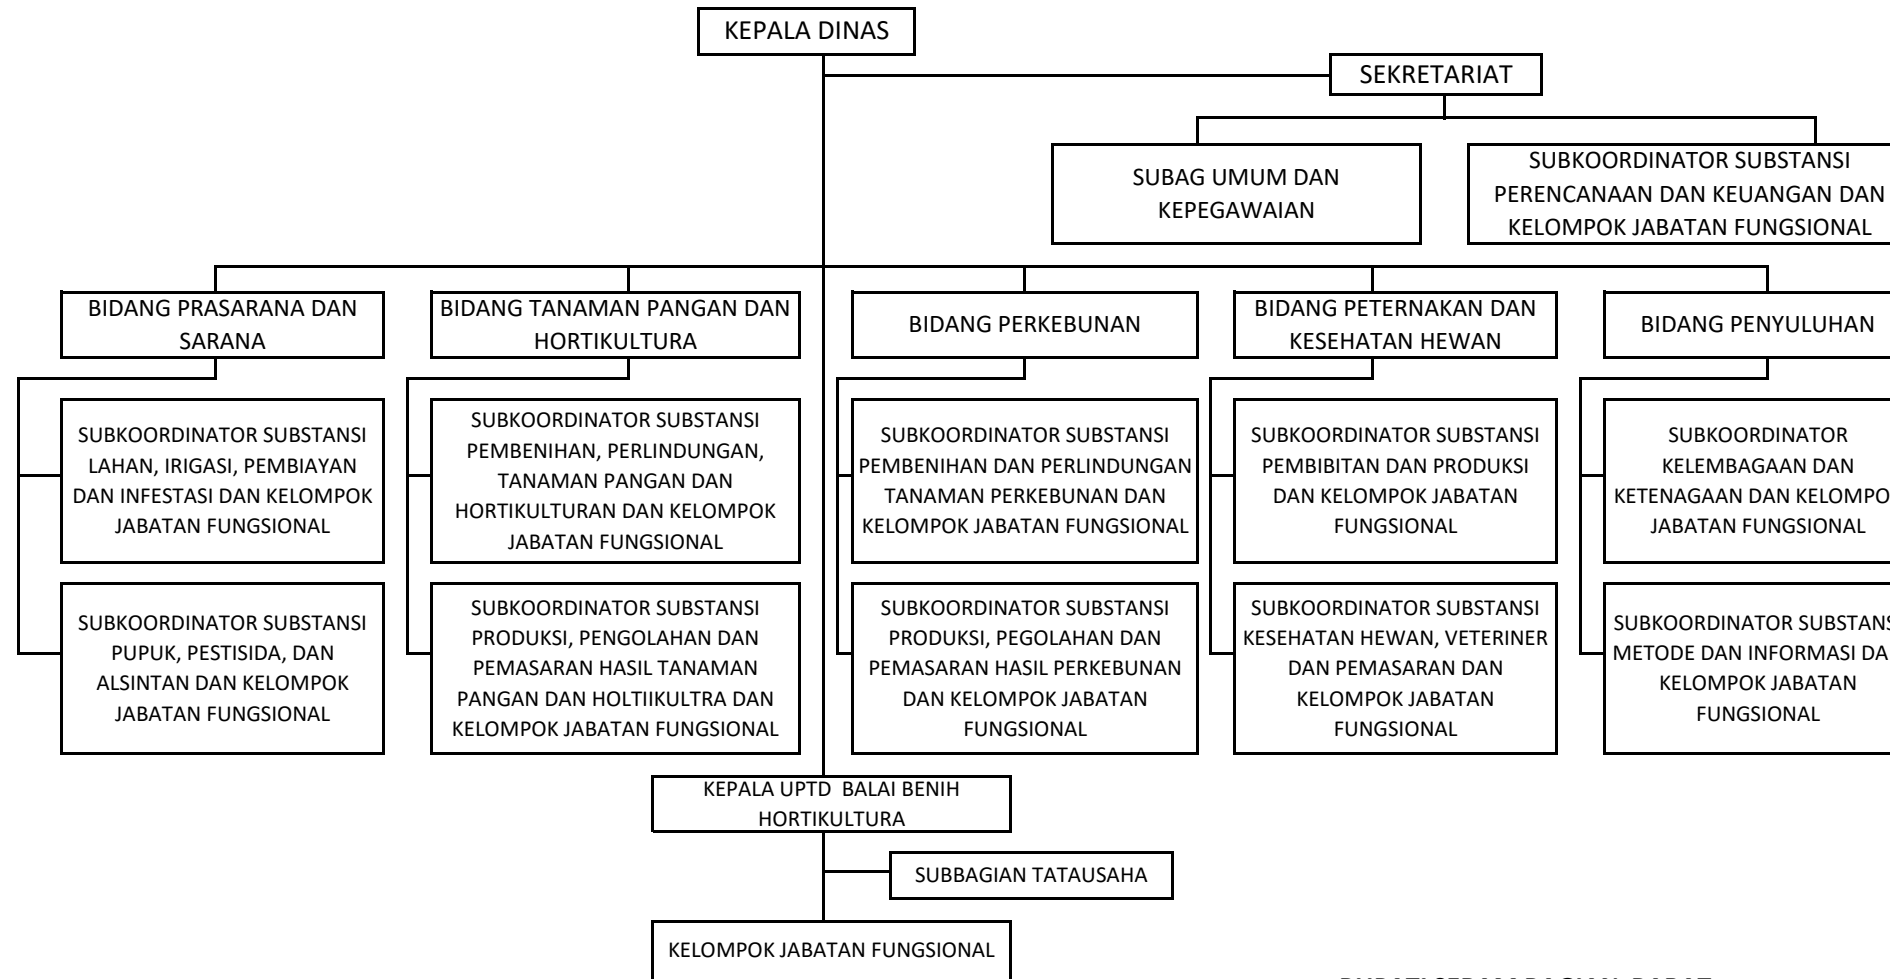 KEPALA DINAS
SEKRETARIAT
SUBAG UMUM DAN
KEPEGAWAIAN
SUBKOORDINATOR SUBSTANSI
PERENCANAAN DAN KEUANGAN DAN
KELOMPOK JABATAN FUNGSIONAL
BIDANG PRASARANA DAN
SARANA
BIDANG TANAMAN PANGAN DAN
HORTIKULTURA
BIDANG PERKEBUNAN
BIDANG PETERNAKAN DAN
KESEHATAN HEWAN
BIDANG PENYULUHAN
SUBKOORDINATOR SUBSTANSI
LAHAN, IRIGASI, PEMBIAYAN
DAN INFESTASI DAN KELOMPOK
JABATAN FUNGSIONAL
SUBKOORDINATOR SUBSTANSI
PEMBENIHAN, PERLINDUNGAN,
TANAMAN PANGAN DAN
HORTIKULTURAN DAN KELOMPOK
JABATAN FUNGSIONAL
SUBKOORDINATOR SUBSTANSI
PEMBENIHAN DAN PERLINDUNGAN
TANAMAN PERKEBUNAN DAN
KELOMPOK JABATAN FUNGSIONAL
SUBKOORDINATOR SUBSTANSI
PEMBIBITAN DAN PRODUKSI
DAN KELOMPOK JABATAN
FUNGSIONAL
SUBKOORDINATOR
KELEMBAGAAN DAN
KETENAGAAN DAN KELOMPO
JABATAN FUNGSIONAL
SUBKOORDINATOR SUBSTANSI
PUPUK, PESTISIDA, DAN
ALSINTAN DAN KELOMPOK
JABATAN FUNGSIONAL
SUBKOORDINATOR SUBSTANSI
PRODUKSI, PENGOLAHAN DAN
PEMASARAN HASIL TANAMAN
PANGAN DAN HOLTIIKULTRA DAN
KELOMPOK JABATAN FUNGSIONAL
SUBKOORDINATOR SUBSTANSI
PRODUKSI, PEGOLAHAN DAN
PEMASARAN HASIL PERKEBUNAN
DAN KELOMPOK JABATAN
FUNGSIONAL
SUBKOORDINATOR SUBSTANSI
KESEHATAN HEWAN, VETERINER
DAN PEMASARAN DAN
KELOMPOK JABATAN
FUNGSIONAL
SUBKOORDINATOR SUBSTANS
METODE DAN INFORMASI DA
KELOMPOK JABATAN
FUNGSIONAL
KEPALA UPTD BALAI BENIH
HORTIKULTURA
SUBBAGIAN TATAUSAHA
KELOMPOK JABATAN FUNGSIONAL